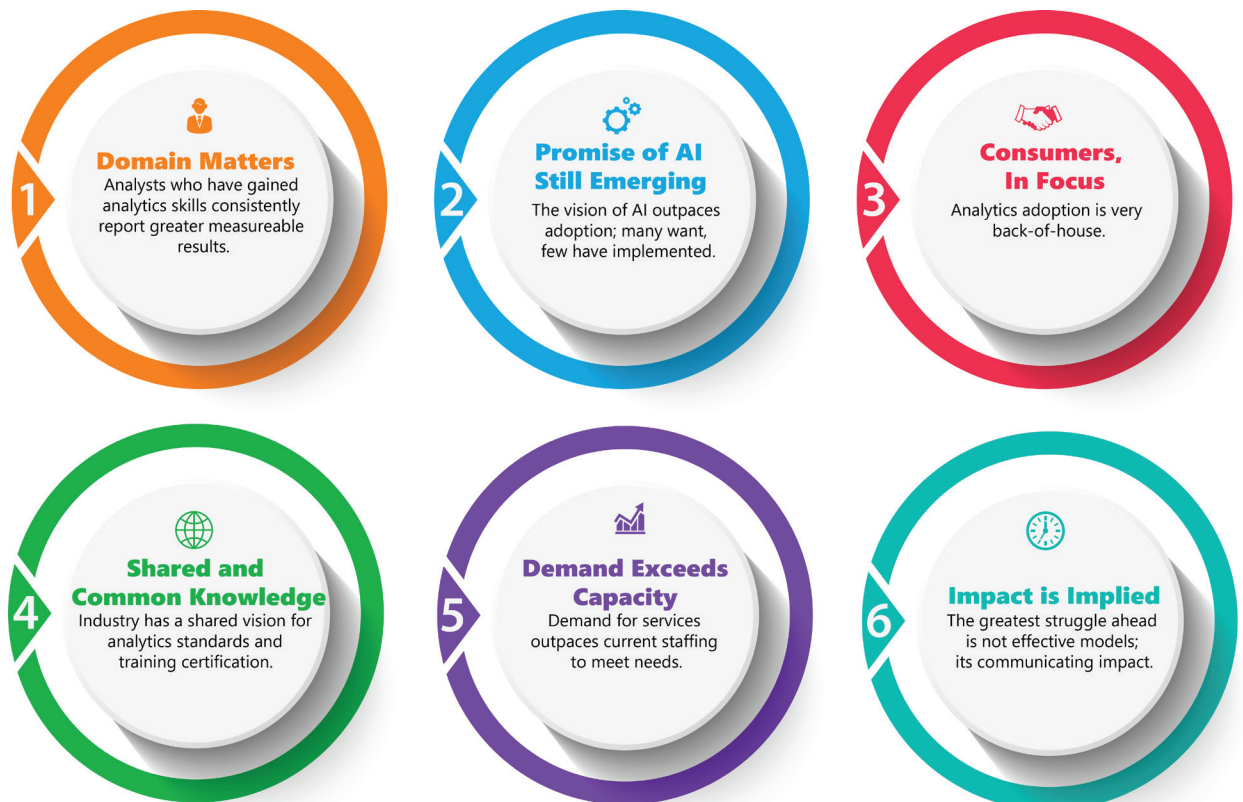 1
Domain Matters
Analysts who have gained
analytics skills consistently
report greater measureable
results.
2
Promise of AI
Still Emerging
The vision of AI outpaces
adoption; many want,
few have implemented.
3
Consumers,
In Focus
Analytics adoption is very
back-of-house.
4
Shared and
Common Knowledge
Industry has a shared vision for
analytics standards and
training certification.
5
Demand Exceeds
Capacity
Demand for services
outpaces current staffing
to meet needs.
6
Impact is Implied
The greatest struggle ahead
is not effective models;
its communicating impact.